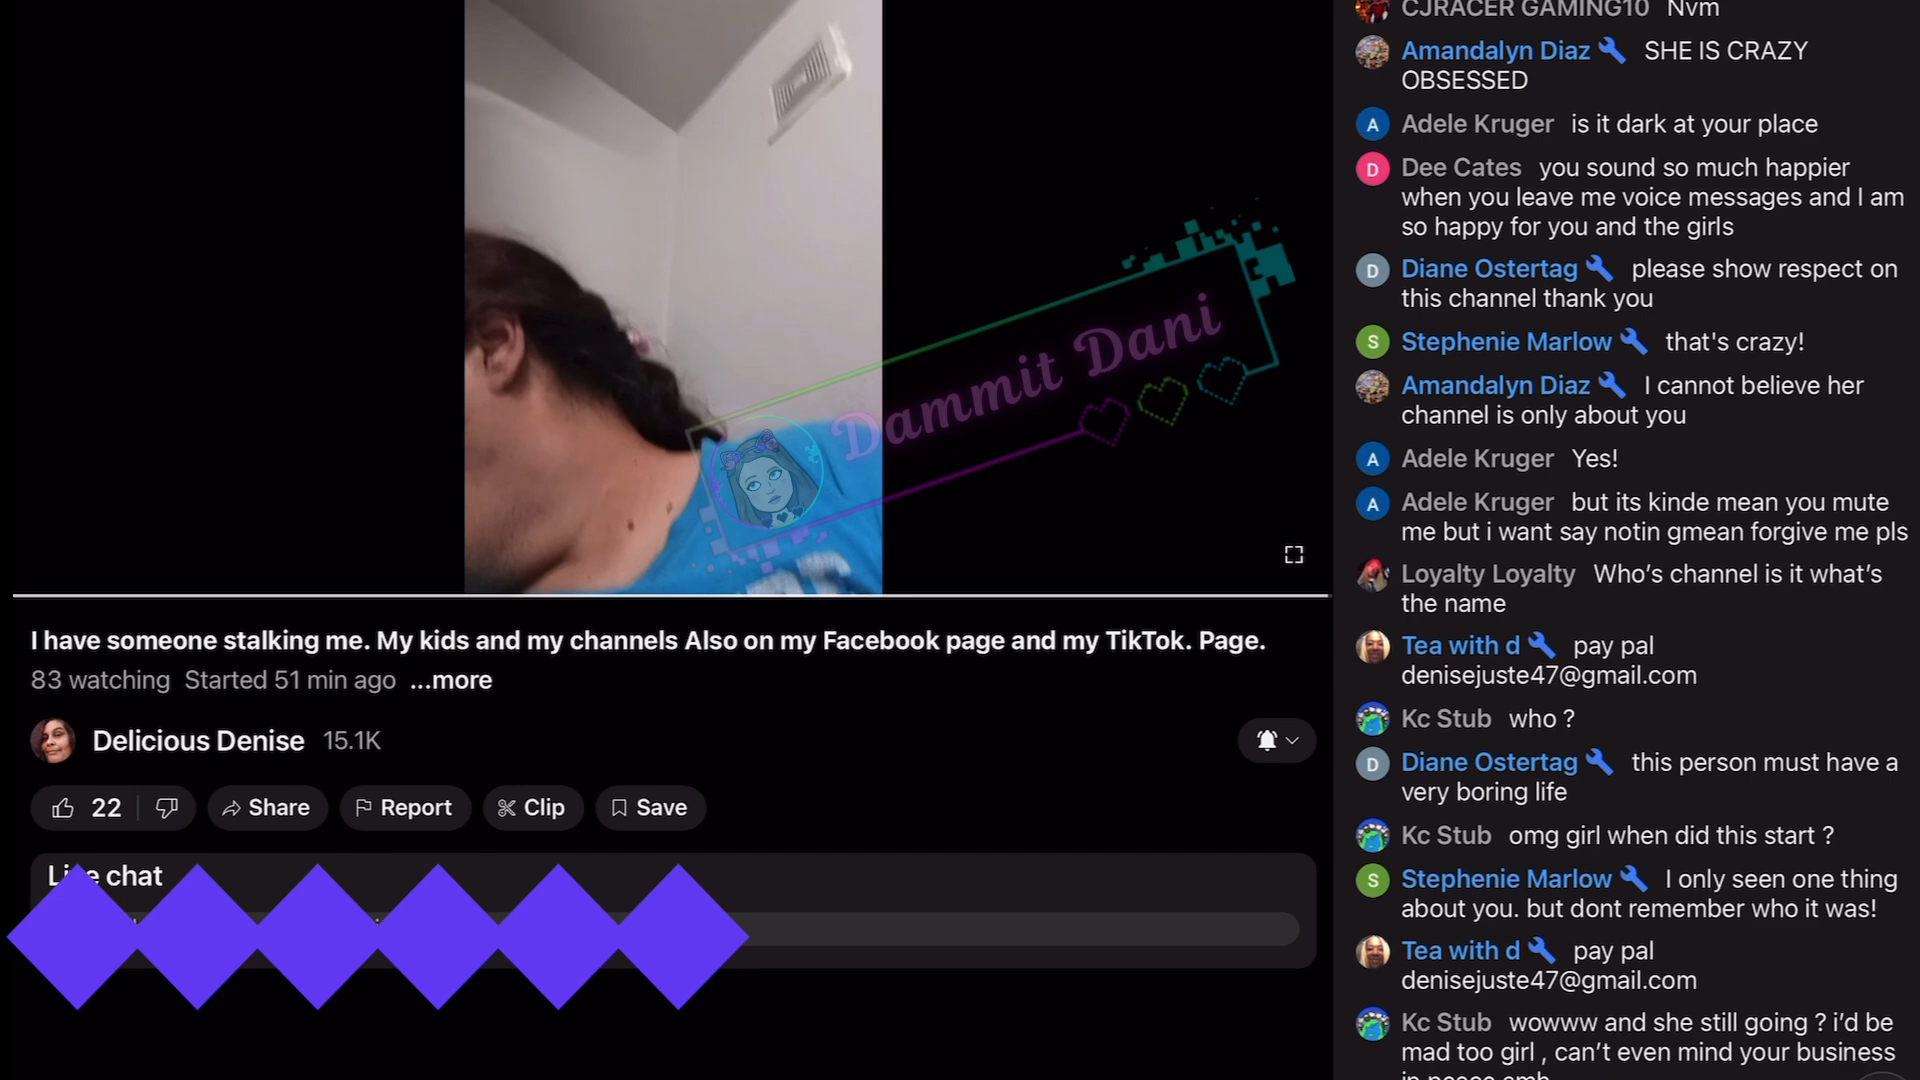 Dammit Dani
I have someone stalking me. My kids and my channels Also on my Facebook page and my TikTok. Page.
83 watching Started 51 min ago ...more
Delicious Denise 15.1K
22 Share Report Clip Save
chat
CJRACER GAMING10 Nvm
Amandalyn Diaz SHE IS CRAZY
OBSESSED
A Adele Kruger is it dark at your place
D Dee Cates you sound so much happier
when you leave me voice messages and I am
so happy for you and the girls
D Diane Ostertag please show respect on
this channel thank you
S Stephenie Marlow that's crazy!
Amandalyn Diaz I cannot believe her
channel is only about you
A Adele Kruger Yes!
A Adele Kruger but its kinde mean you mute
me but i want say notin gmean forgive me pls
Loyalty Loyalty Who’s channel is it what’s
the name
Tea with d pay pal
denisejuste47@gmail.com
Kc Stub who ?
D Diane Ostertag this person must have a
very boring life
Kc Stub omg girl when did this start ?
S Stephenie Marlow I only seen one thing
about you. but dont remember who it was!
Tea with d pay pal
denisejuste47@gmail.com
Kc Stub wowww and she still going ? i’d be
mad too girl , can’t even mind your business